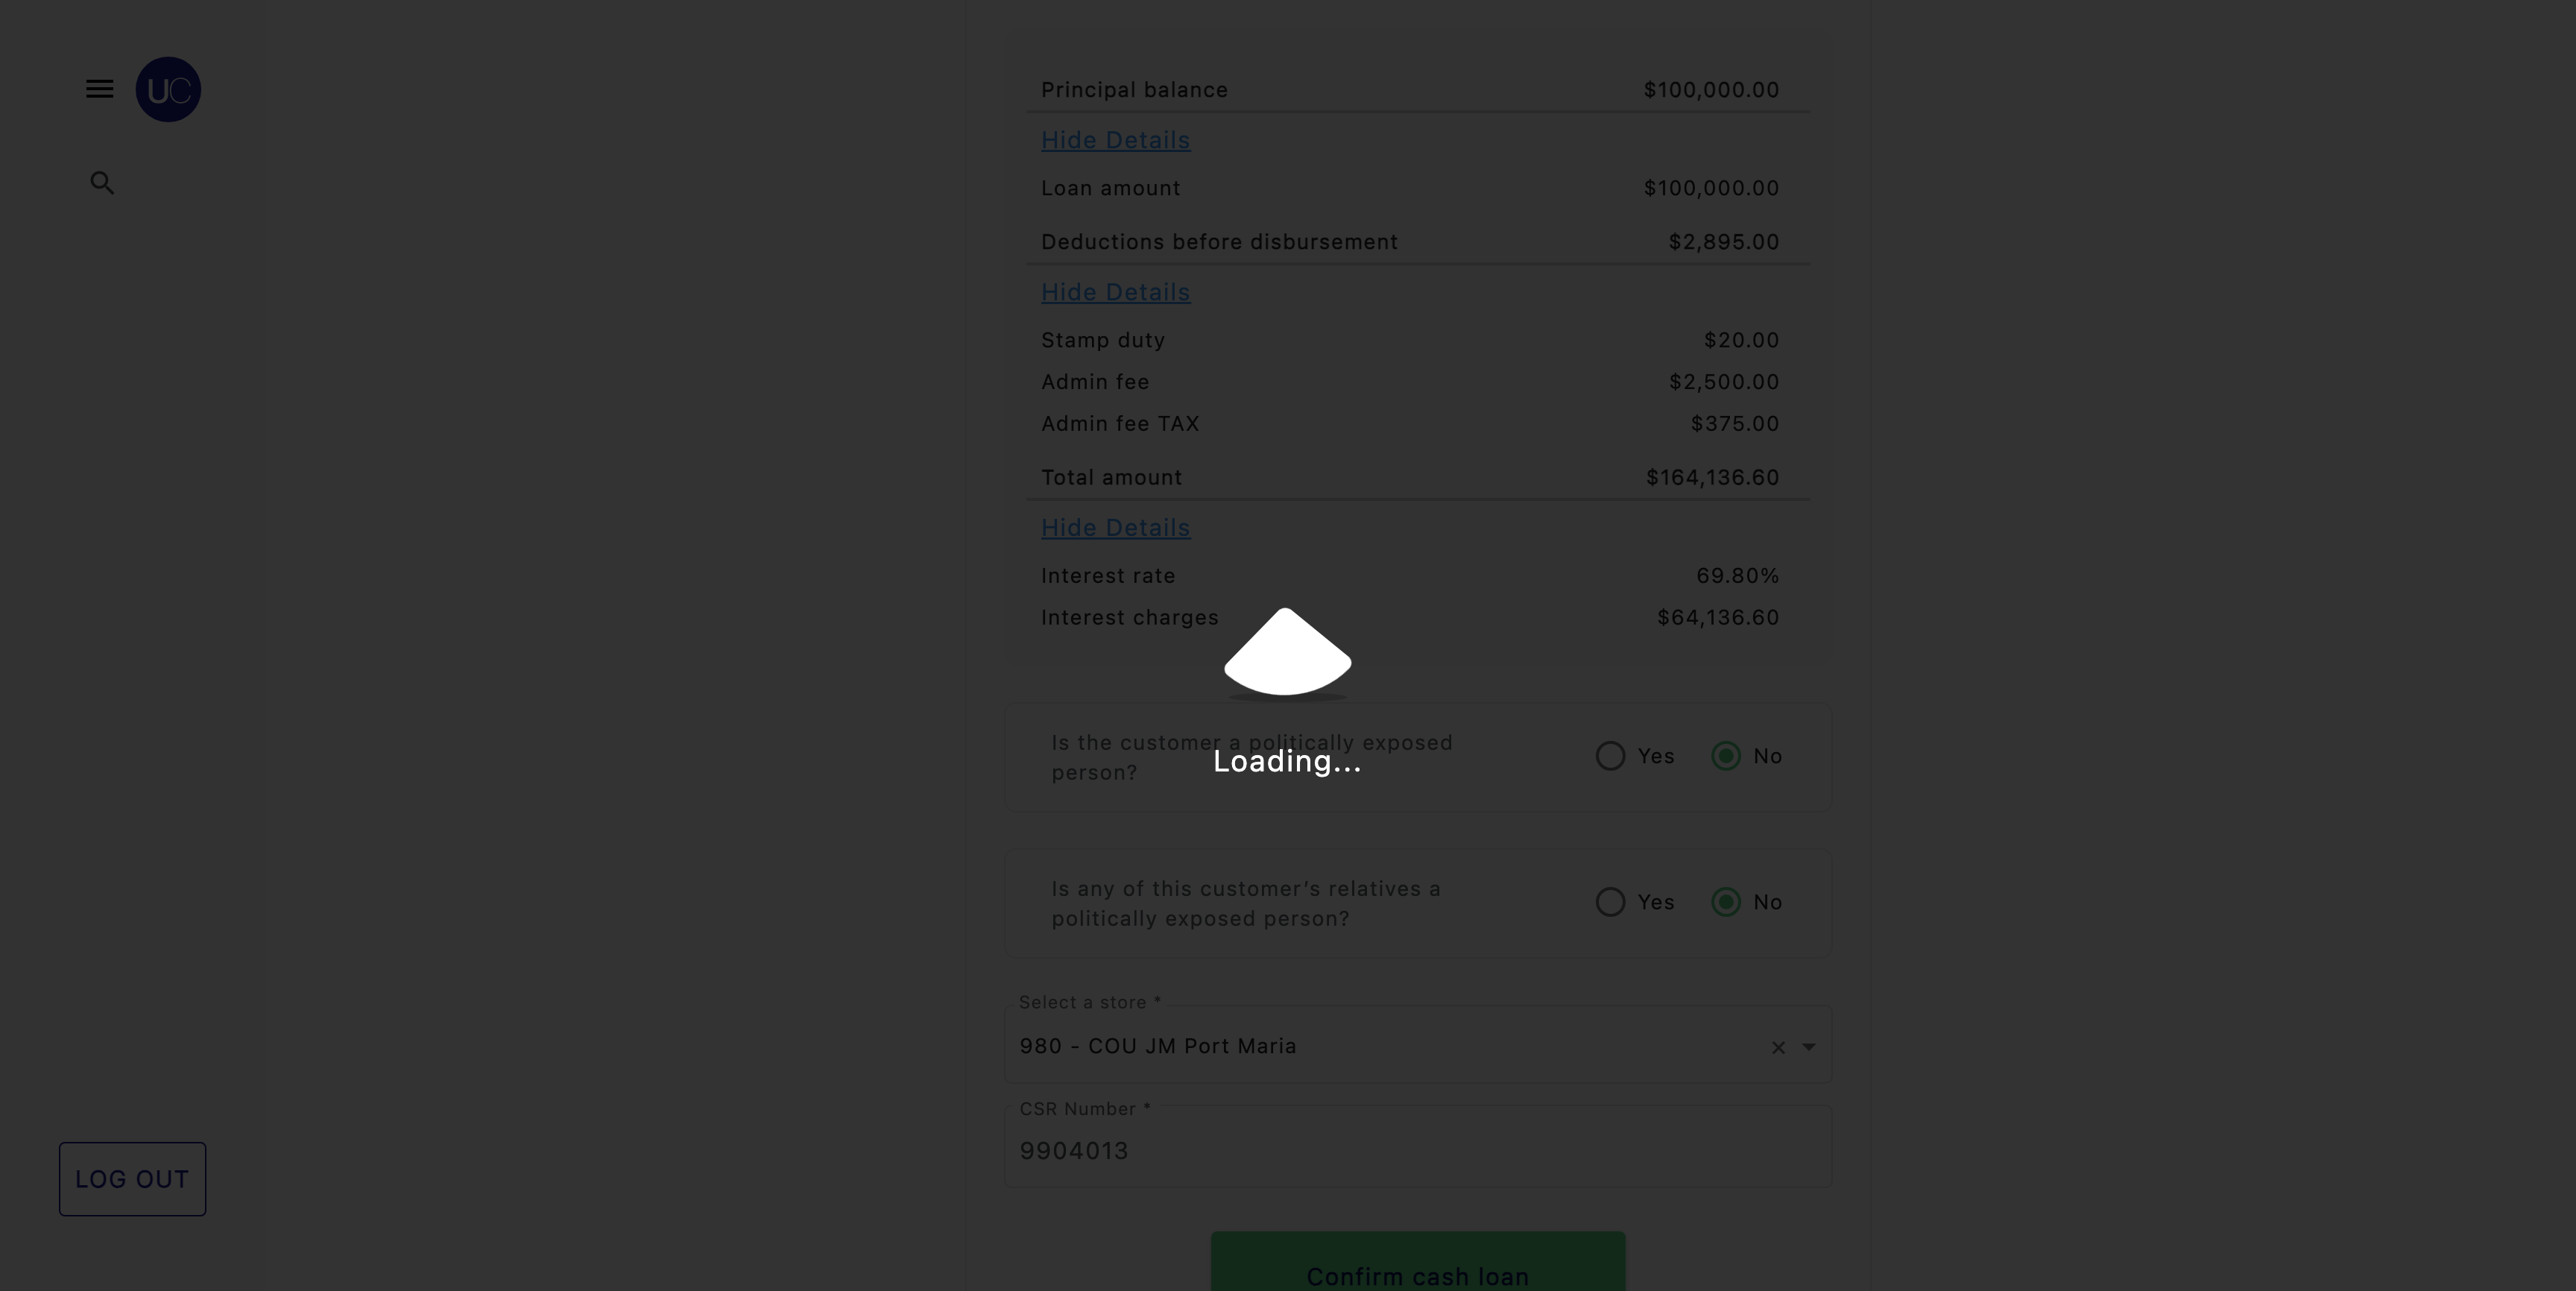 UC
Principal balance $100,000.00
Hide Details
Loan amount $100,000.00
Deductions before disbursement $2,895.00
Hide Details
Stamp duty $20.00
Admin fee $2,500.00
Admin fee TAX $375.00
Total amount $164,136.60
Hide Details
Interest rate 69.80%
Interest charges $64,136.60
Is the customer a politically exposed
person?
Yes No
Loading...
Is any of this customer's relatives a
politically exposed person?
Yes No
Select a store *
980 - COU JM Port Maria
CSR Number *
9904013
LOG OUT
Confirm cash loan